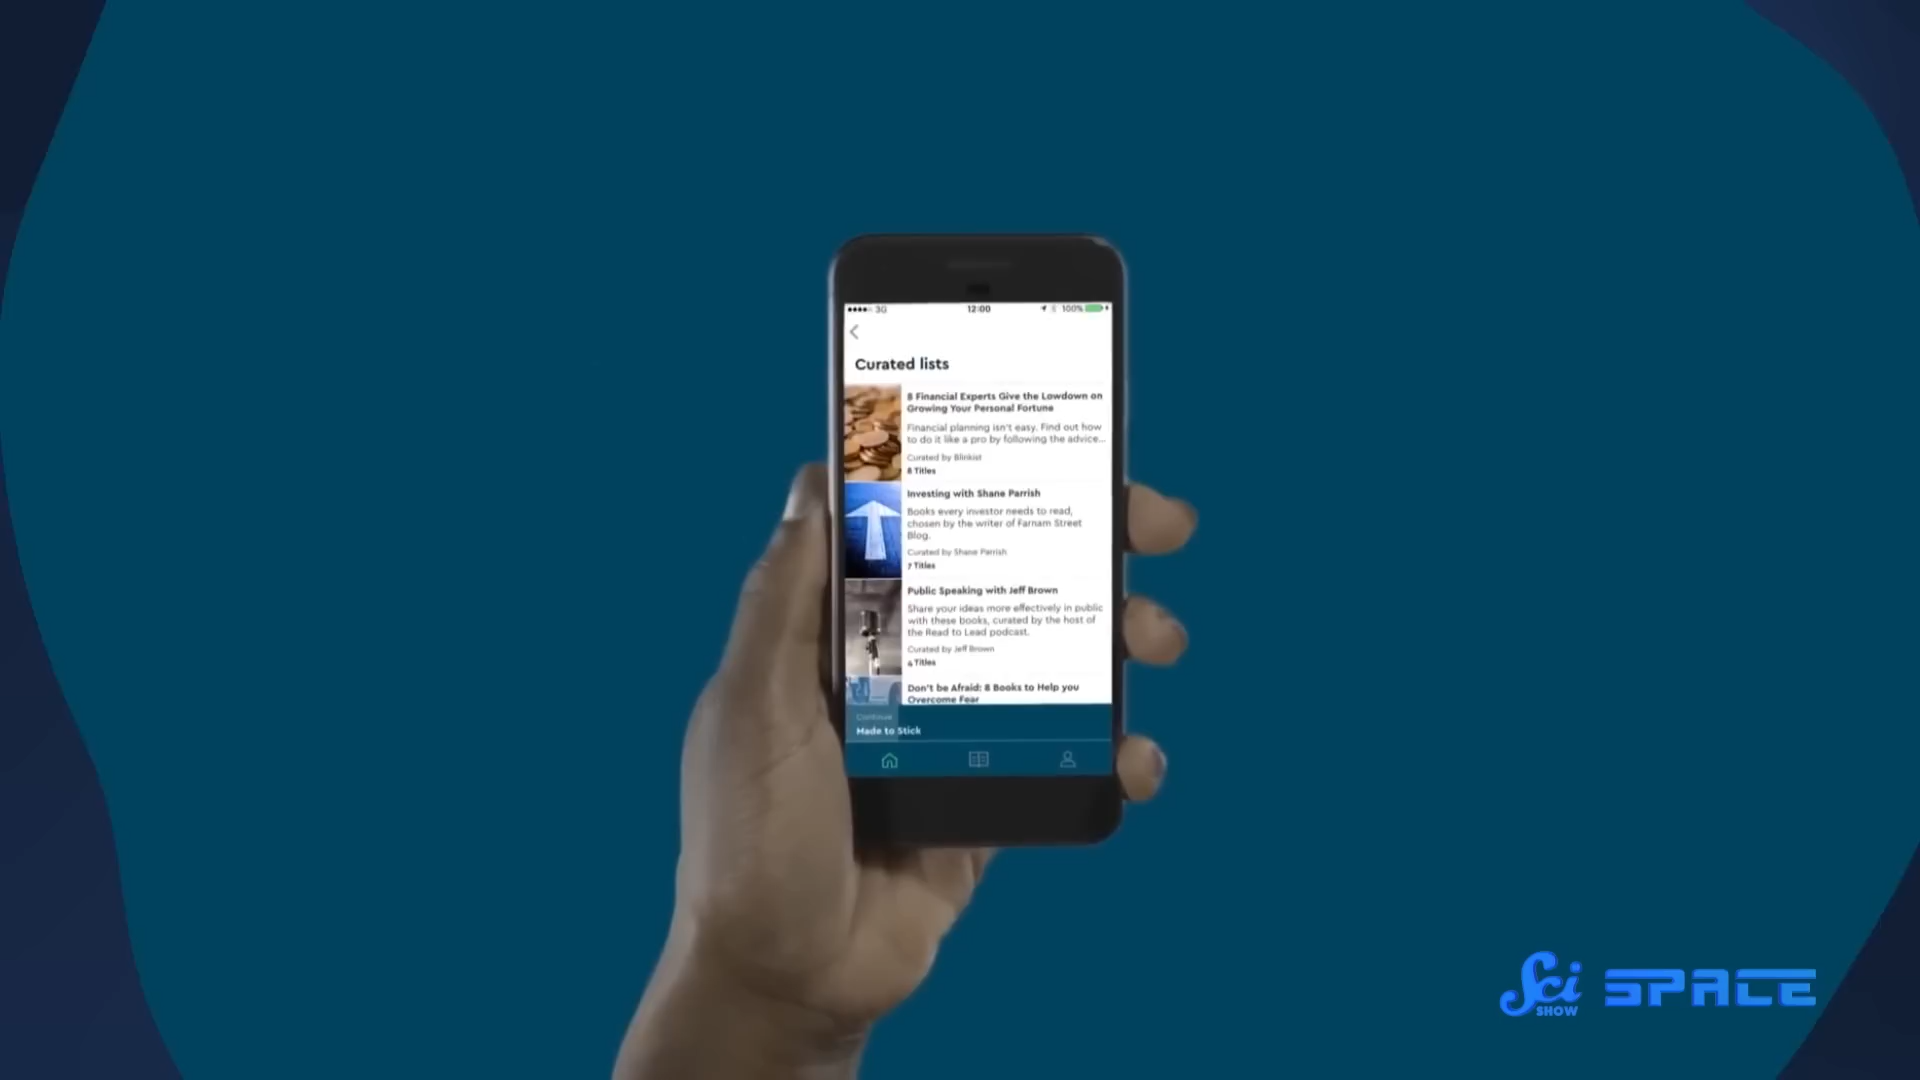 3G 12:00 100%
Curated lists
8 Financial Experts Give the Lowdown on
Growing Your Personal Fortune
Financial planning isn't easy. Find out how
to do it like a pro by following the advice...
Curated by Blinkist
8 Titles
Investing with Shane Parrish
Books every investor needs to read,
chosen by the writer of Farnam Street
Blog.
Curated by Shane Parrish
7 Titles
Public Speaking with Jeff Brown
Share your ideas more effectively in public
with these books, curated by the host of
the Read to Lead podcast.
Curated by Jeff Brown
4 Titles
Don't be Afraid: 8 Books to Help you
Overcome Fear
Continue
Made to Stick
Sci SPACE
SHOW